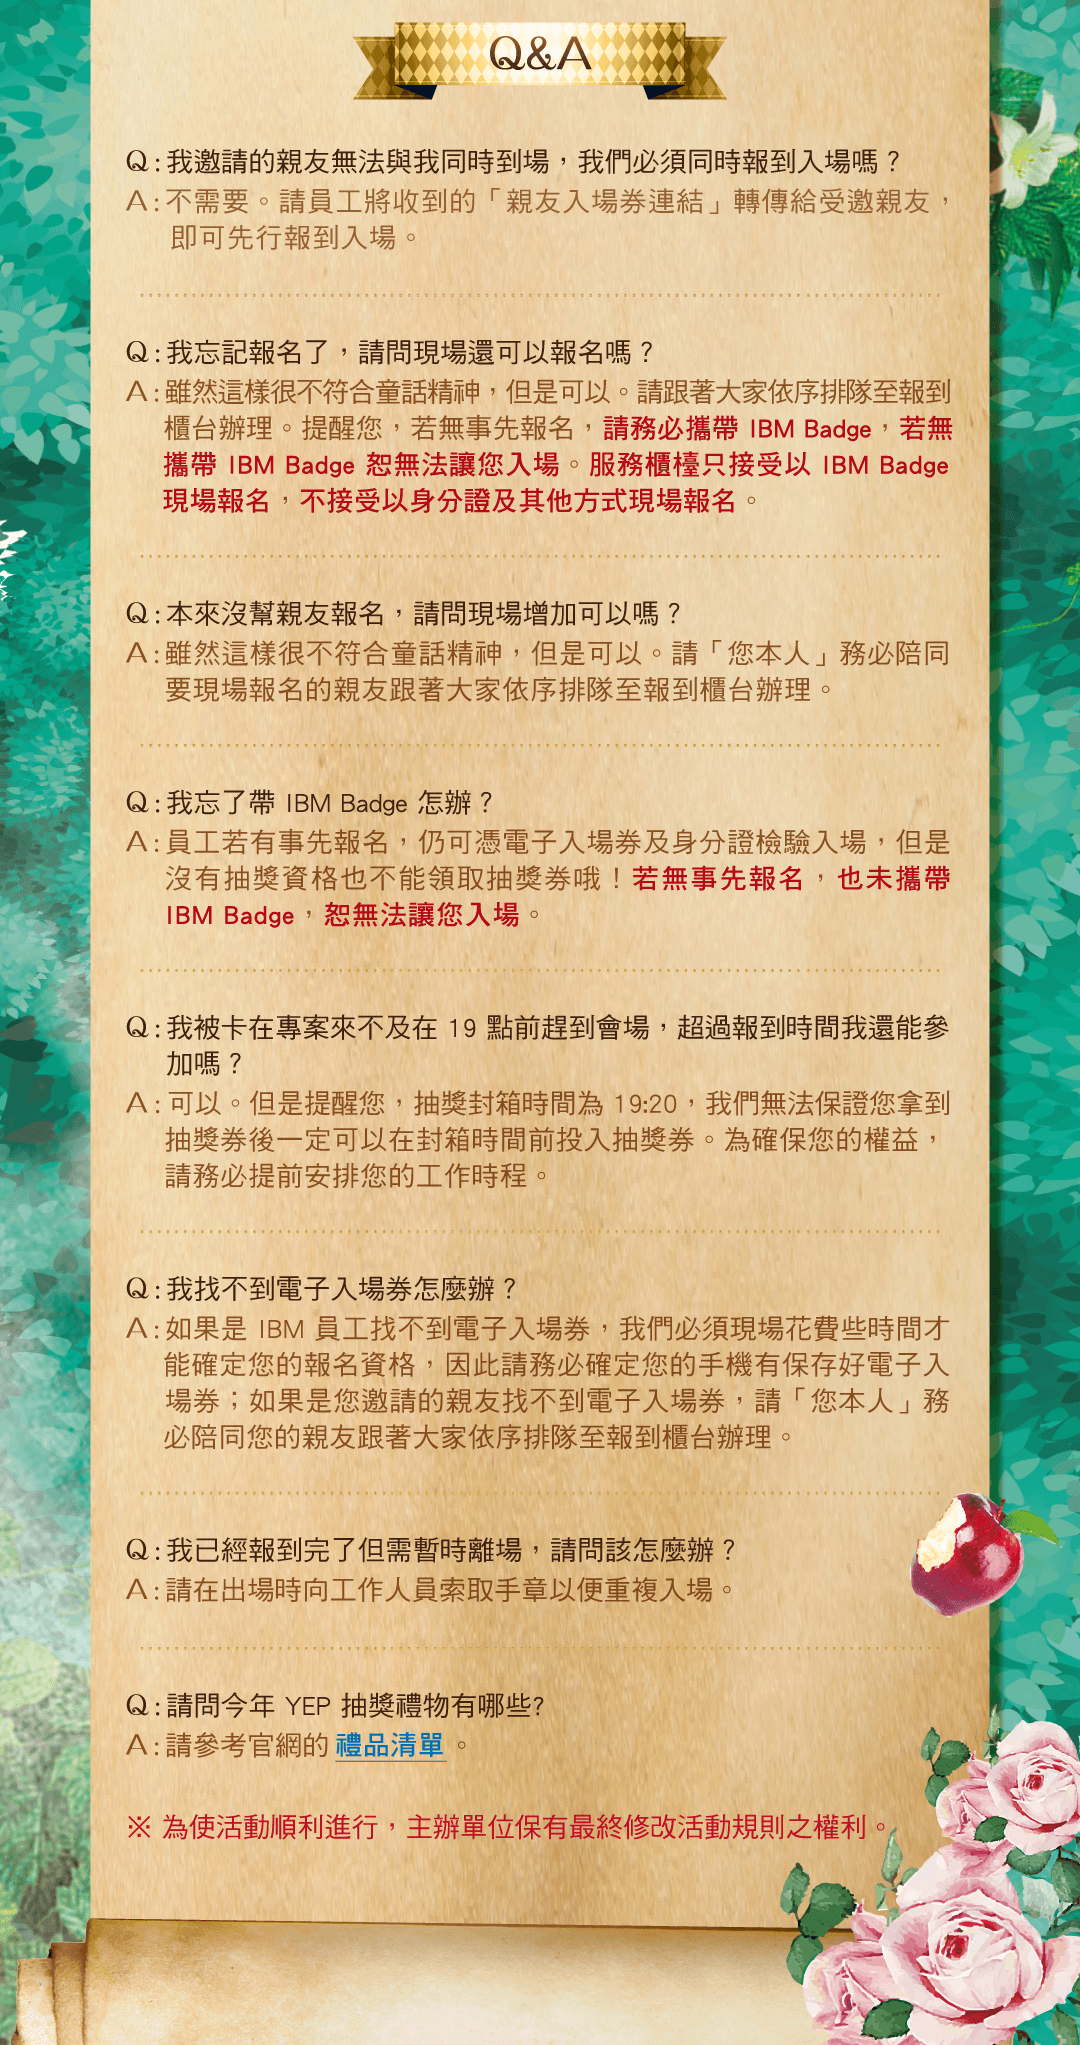 Q&A
Q:我邀請的親友無法與我同時到場，我們必須同時報到入場嗎？
A:不需要。請員工將收到的「親友入場券連結」轉傳給受邀親友，
即可先行報到入場。
Q:我忘記報名了，請問現場還可以報名嗎？
A:雖然這樣很不符合童話精神，但是可以。請跟著大家依序排隊至報到
櫃台辦理。提醒您，若無事先報名，請務必攜帶 IBM Badge，若無
攜帶 IBM Badge 恕無法讓您入場。服務櫃檯只接受以 IBM Badge
現場報名，不接受以身分證及其他方式現場報名。
Q:本來沒幫親友報名，請問現場增加可以嗎？
A:雖然這樣很不符合童話精神，但是可以。請「您本人」務必陪同
要現場報名的親友跟著大家依序排隊至報到櫃台辦理。
Q:我忘了帶 IBM Badge 怎辦？
A:員工若有事先報名，仍可憑電子入場券及身分證檢驗入場，但是
沒有抽獎資格也不能領取抽獎券哦！若無事先報名，也未攜帶
IBM Badge，恕無法讓您入場。
Q:我被卡在專案來不及在 19 點前趕到會場，超過報到時間我還能參
加嗎？
A:可以。但是提醒您，抽獎封箱時間為 19:20，我們無法保證您拿到
抽獎券後一定可以在封箱時間前投入抽獎券。為確保您的權益，
請務必提前安排您的工作時程。
Q:我找不到電子入場券怎麼辦？
A:如果是 IBM 員工找不到電子入場券，我們必須現場花費些時間才
能確定您的報名資格，因此請務必確定您的手機有保存好電子入
場券；如果是您邀請的親友找不到電子入場券，請「您本人」務
必陪同您的親友跟著大家依序排隊至報到櫃台辦理。
Q:我已經報到完了但需暫時離場，請問該怎麼辦？
A:請在出場時向工作人員索取手章以便重複入場。
Q:請問今年 YEP 抽獎禮物有哪些?
A:請參考官網的 禮品清單。
※ 為使活動順利進行，主辦單位保有最終修改活動規則之權利。